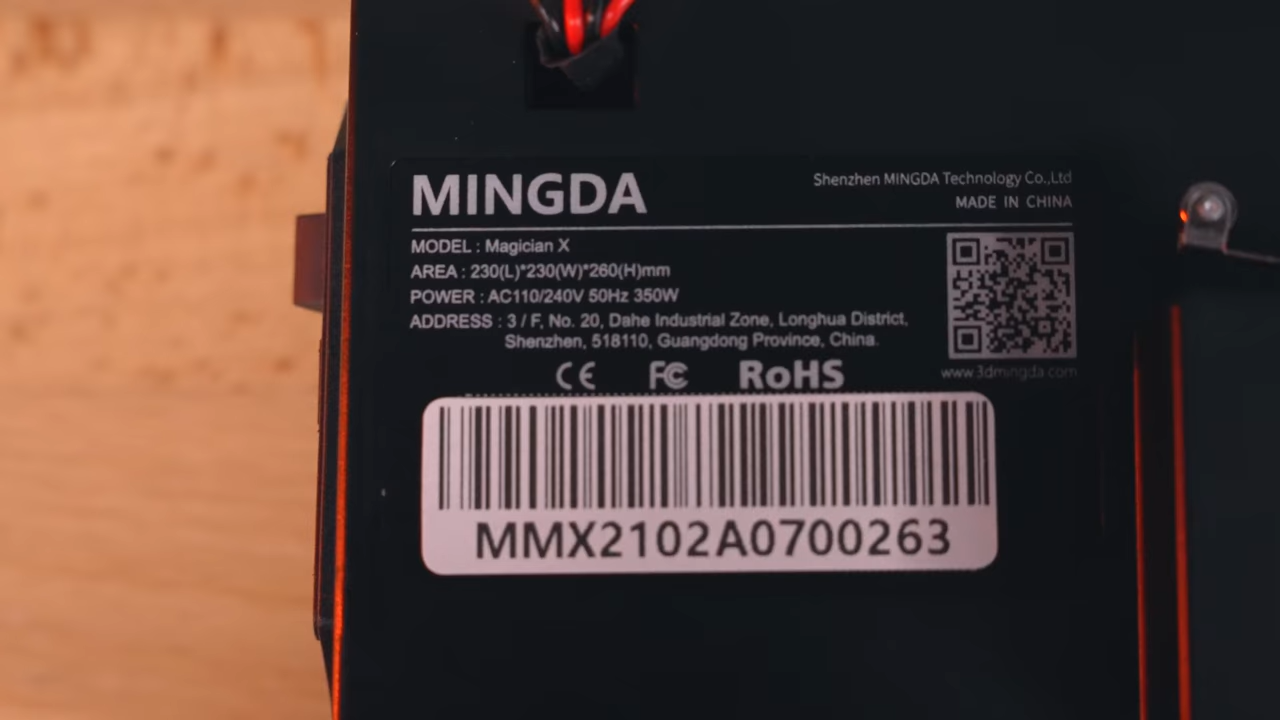 MINGDA
Shenzhen MINGDA Technology Co.,Ltd
MADE IN CHINA
MODEL : Magician X
AREA : 230(L)*230(W)*260(H)mm
POWER : AC110/240V 50Hz 350W
ADDRESS : 3 / F, No. 20, Dahe Industrial Zone, Longhua District,
Shenzhen, 518110, Guangdong Province, China.
CE FC RoHS
www.3dmingda.com
MMX2102A0700263